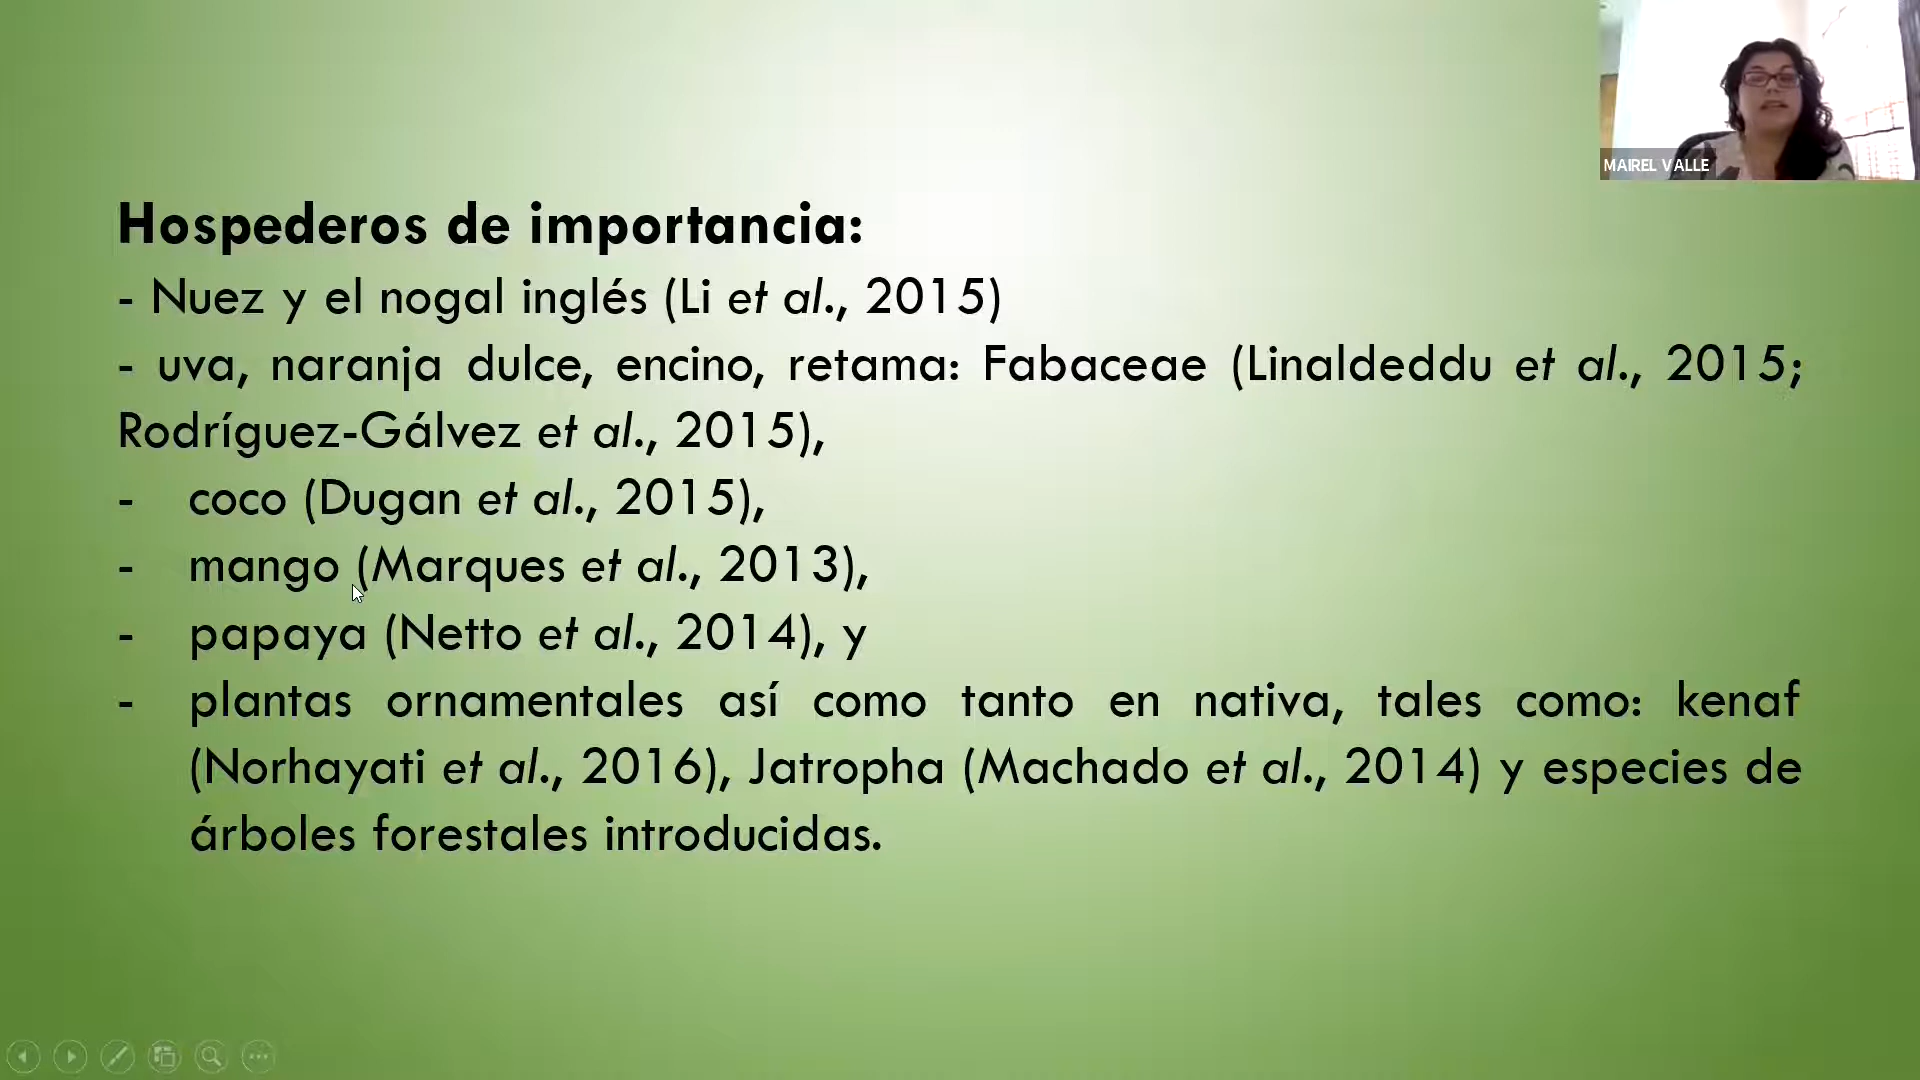 MAIREL VALLE
Hospederos de importancia:
- Nuez y el nogal inglés (Li et al., 2015)
- uva, naranja dulce, encino, retama: Fabaceae (Linaldeddu et al., 2015;
Rodríguez-Gálvez et al., 2015),
- coco (Dugan et al., 2015),
- mango (Marques et al., 2013),
- papaya (Netto et al., 2014), y
- plantas ornamentales así como tanto en nativa, tales como: kenaf
(Norhayati et al., 2016), Jatropha (Machado et al., 2014) y especies de
árboles forestales introducidas.